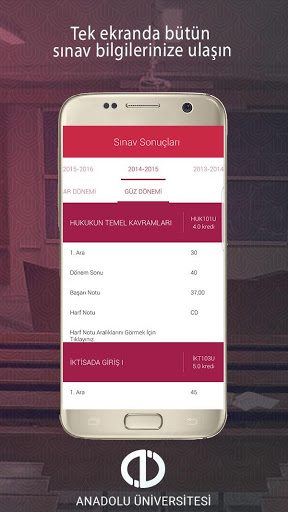 Tek ekranda bütün
sınav bilgilerinize ulaşın
Sınav Sonuçları
2015-2016 2014-2015 2013-2014
AR DÖNEMİ GÜZ DÖNEMİ
HUKUKUN TEMEL KAVRAMLARI HUK101U
4.0 kredi
1. Ara 30
Dönem Sonu 40
Başarı Notu 37,00
Harf Notu CD
Harf Notu Aralıklarını Görmek İçin
Tıklayınız.
İKTİSADA GİRİŞ I İKT103U
5.0 kredi
1. Ara 45
ANADOLU ÜNİVERSİTESİ